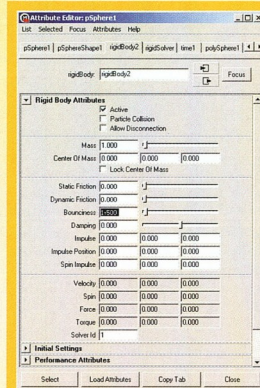 Attribute Editor: pSphere1
List Selected Focus Attributes Help
pSphere1 pSphereShape1 rigidBody2 rigidSolver time1 polySphere1
rigidBody: rigidBody2
Focus
Rigid Body Attributes
Active
Particle Collision
Allow Disconnection
Mass 1.000
Center Of Mass 0.000 0.000 0.000
Lock Center Of Mass
Static Friction 0.000
Dynamic Friction 0.000
Bounciness
Damping 0.000
Impulse 0.000 0.000 0.000
Impulse Position 0.000 0.000 0.000
Spin Impulse 0.000 0.000 0.000
Velocity 0.000 0.000 0.000
Spin 0.000 0.000 0.000
Force 0.000 0.000 0.000
Torque 0.000 0.000 0.000
Solver Id 1
Initial Settings
Performance Attributes
Select Load Attributes Copy Tab Close